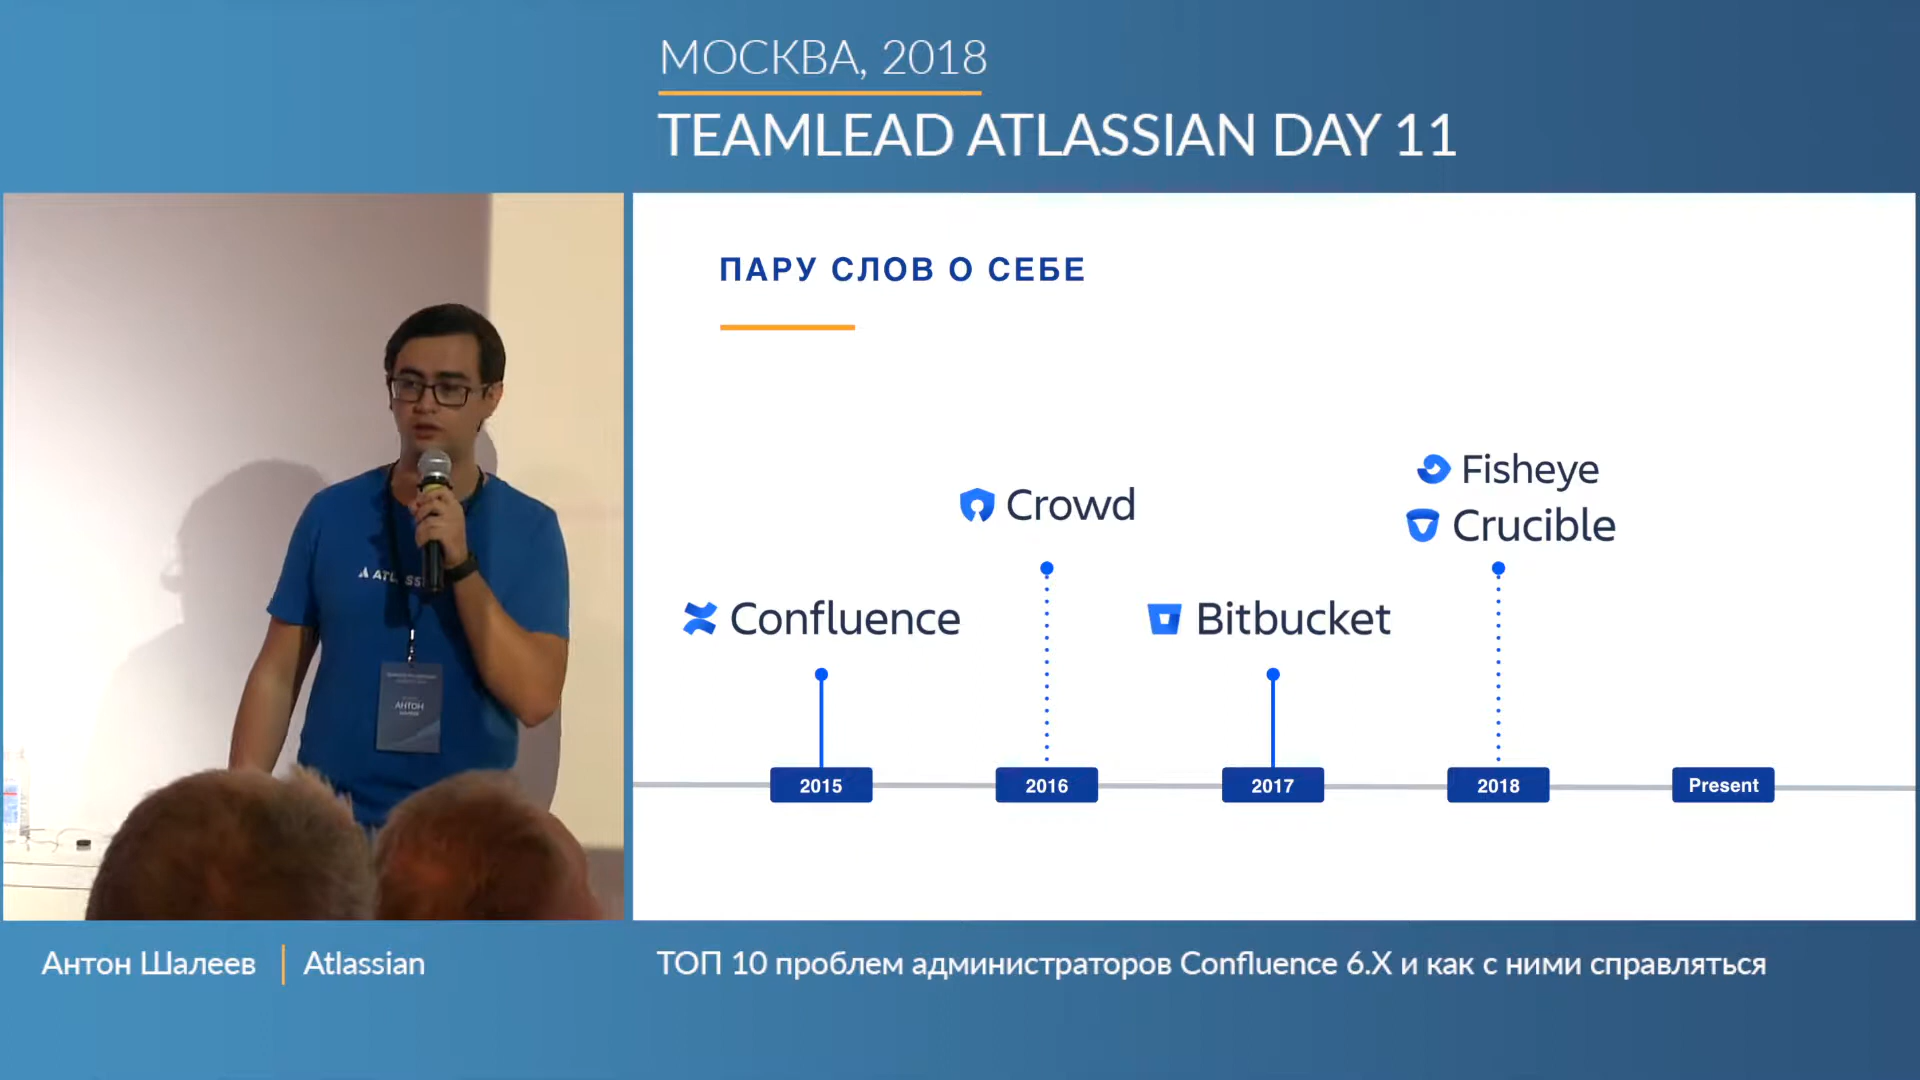 МОСКВА, 2018
TEAMLEAD ATLASSIAN DAY 11
ПАРУ СЛОВ О СЕБЕ
Fisheye
Crowd
Crucible
Confluence
Bitbucket
2015
2016
2017
2018
Present
АНТОН
Антон Шалеев
Atlassian
ТОП 10 проблем администраторов Confluence 6.X и как с ними справляться